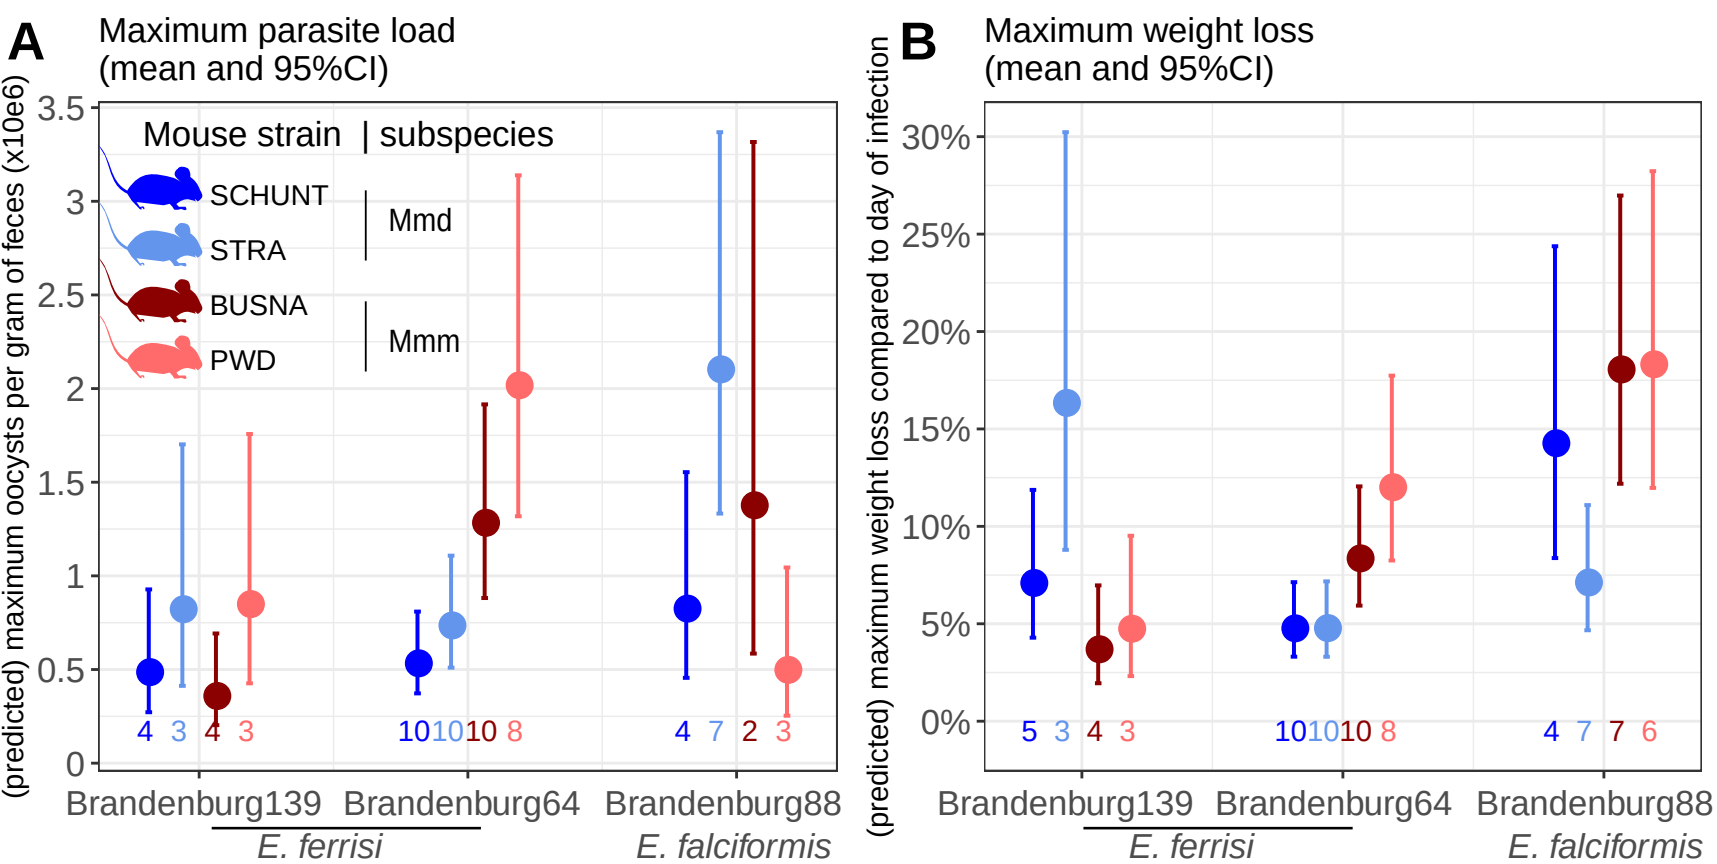 A
Maximum parasite load
(mean and 95%CI)
(predicted) maximum oocysts per gram of feces (x10e6)
3.5
3
2.5
2
1.5
1
0.5
0
Mouse strain | subspecies
SCHUNT
STRA
Mmd
BUSNA
PWD
Mmm
4 3 4 3 10 10 10 8 4 7 2 3
Brandenburg139 Brandenburg64 Brandenburg88
E. ferrisi E. falciformis
B
Maximum weight loss
(mean and 95%CI)
(predicted) maximum weight loss compared to day of infection
30%
25%
20%
15%
10%
5%
0%
5 3 4 3 10 10 10 8 4 7 7 6
Brandenburg139 Brandenburg64 Brandenburg88
E. ferrisi E. falciformis